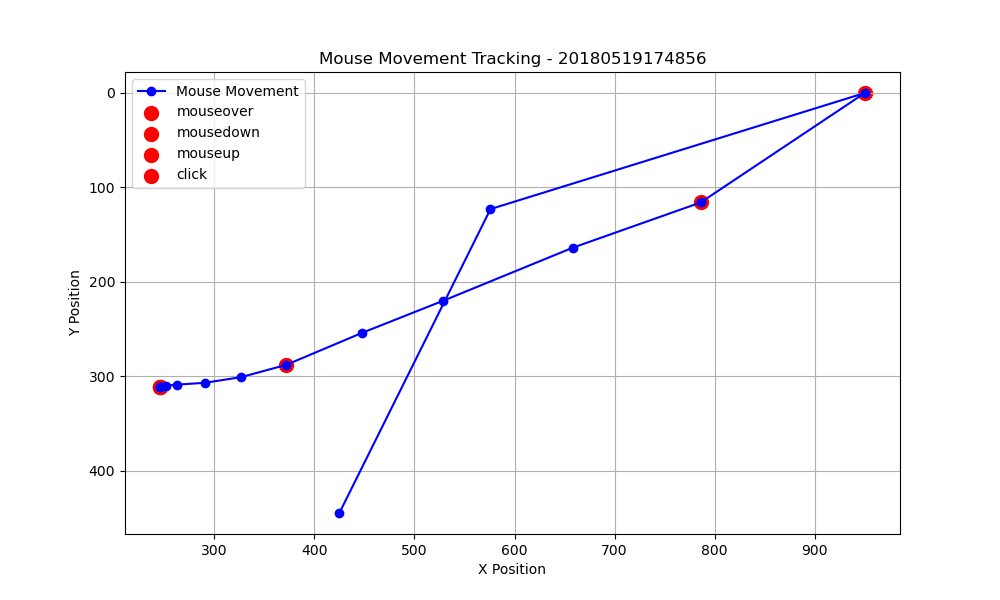 Mouse Movement Tracking - 20180519174856
Mouse Movement
mouseover
mousedown
mouseup
click
0
100
200
300
400
Y Position
300 400 500 600 700 800 900
X Position